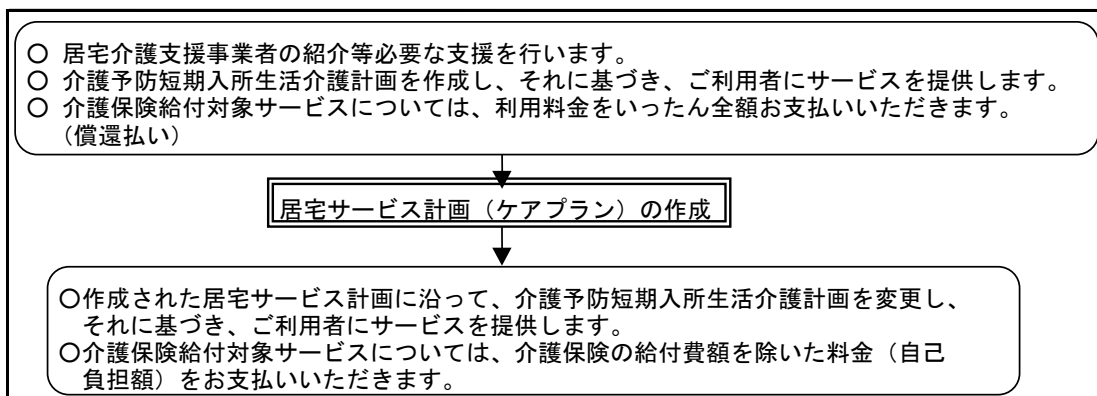 ○ 居宅介護支援事業者の紹介等必要な支援を行います。
○ 介護予防短期入所生活介護計画を作成し、それに基づき、ご利用者にサービスを提供します。
○ 介護保険給付対象サービスについては、利用料金をいったん全額お支払いいただきます。
（償還払い）
居宅サービス計画（ケアプラン）の作成
○作成された居宅サービス計画に沿って、介護予防短期入所生活介護計画を変更し、
それに基づき、ご利用者にサービスを提供します。
○介護保険給付対象サービスについては、介護保険の給付費額を除いた料金（自己
負担額）をお支払いいただきます。